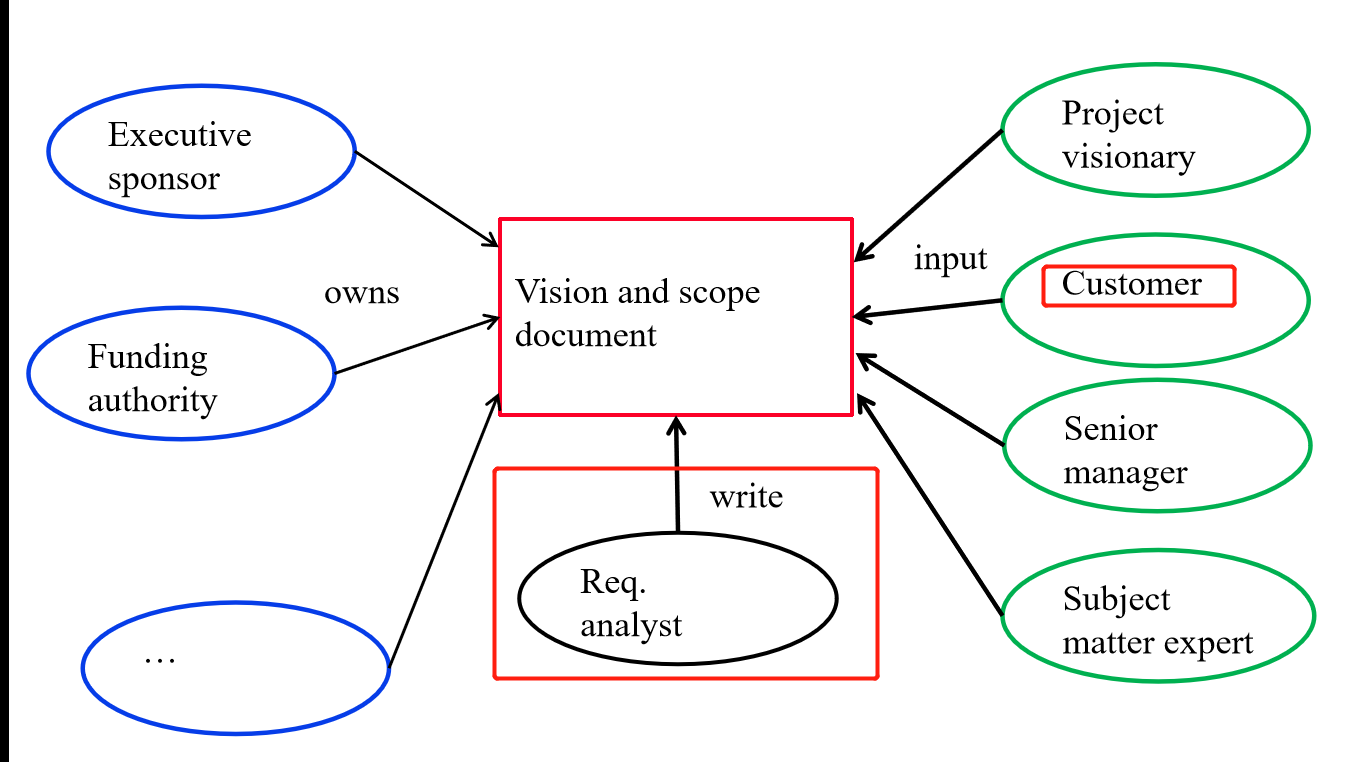 Executive
sponsor
owns
Funding
authority
…
Vision and scope
document
write
Req.
analyst
input
Project
visionary
Customer
Senior
manager
Subject
matter expert